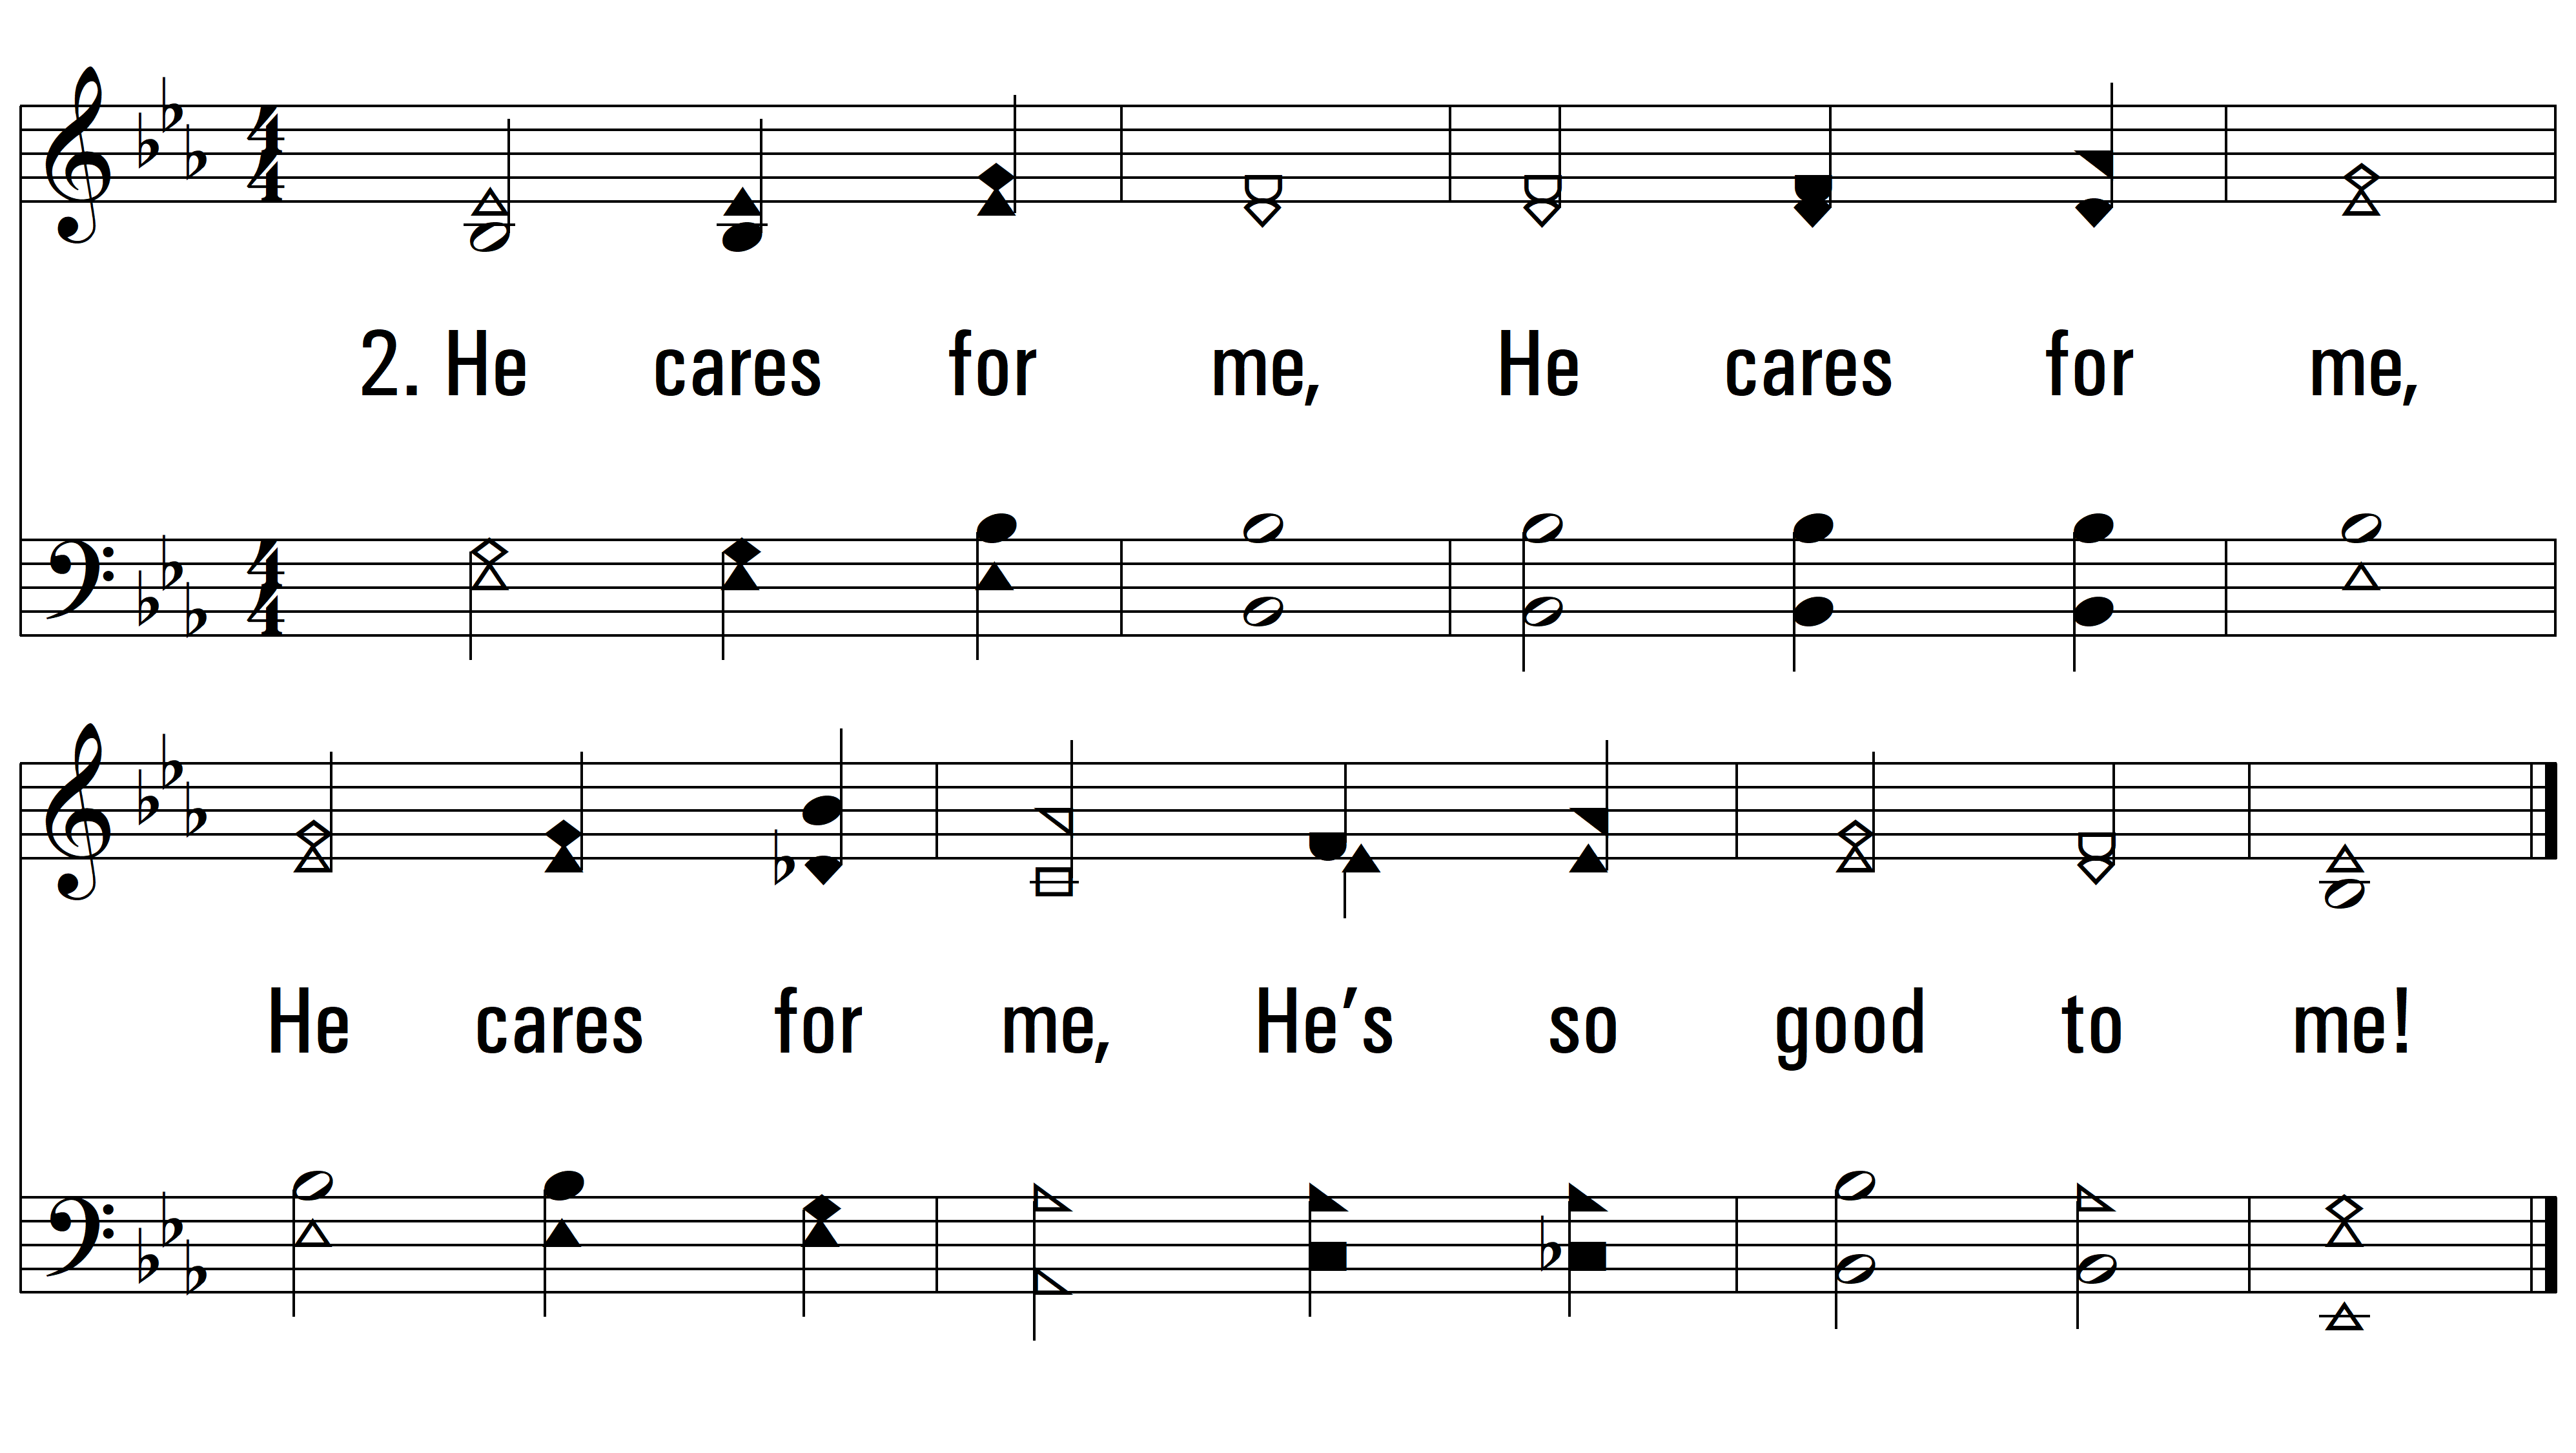 2. He cares for me, He cares for me,
He cares for me, He’s so good to me!